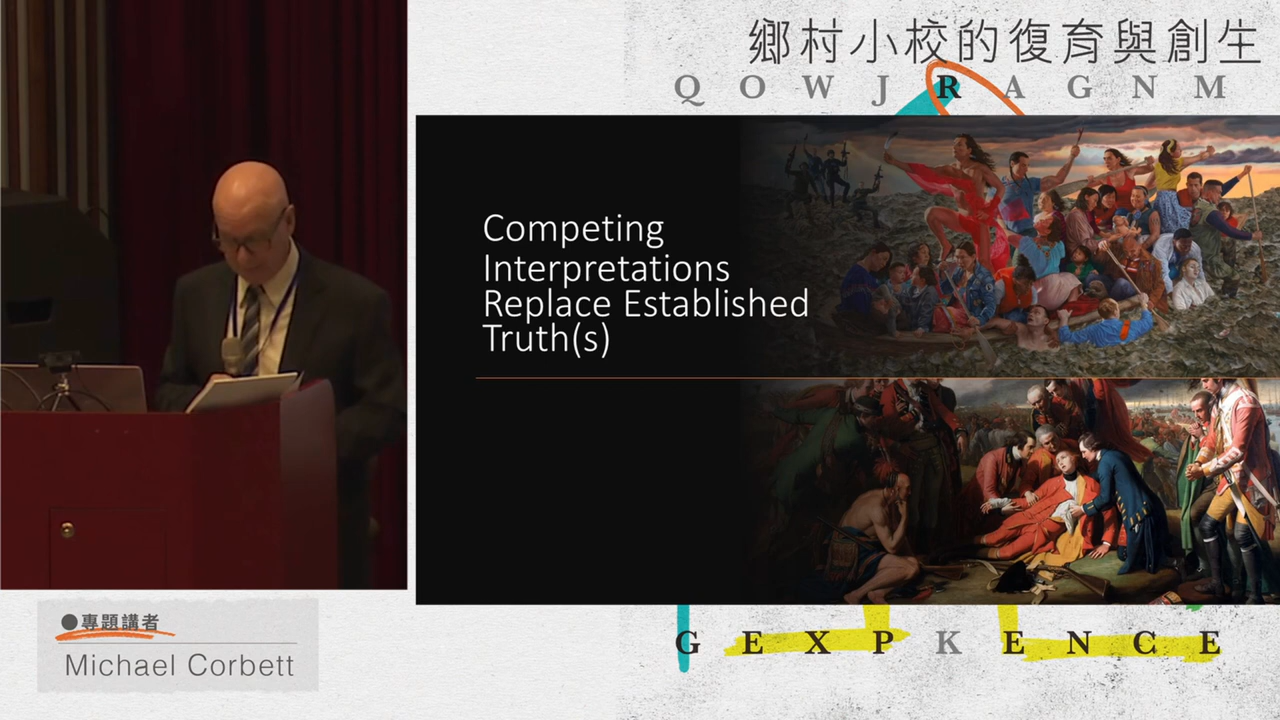 鄉村小校的復育與創生
Q O W J R A G N M
Competing
Interpretations
Replace Established
Truth(s)
G E X P K E N C E
●專題講者
Michael Corbett